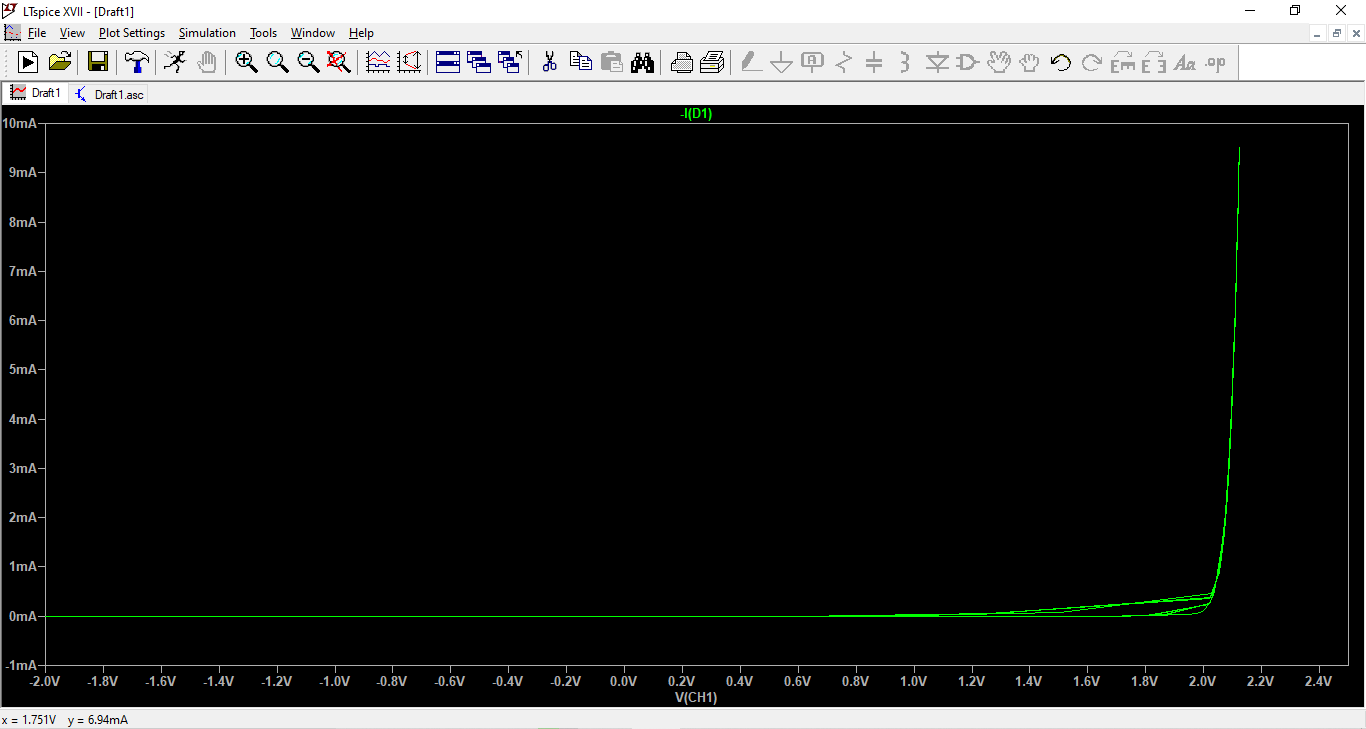 LTspice XVII - [Draft1]
File View Plot Settings Simulation Tools Window Help
Draft1 Draft1.asc
-I(D1)
10mA
9mA
8mA
7mA
6mA
5mA
4mA
3mA
2mA
1mA
0mA
-1mA
-2.0V -1.8V -1.6V -1.4V -1.2V -1.0V -0.8V -0.6V -0.4V -0.2V 0.0V 0.2V 0.4V 0.6V 0.8V 1.0V 1.2V 1.4V 1.6V 1.8V 2.0V 2.2V 2.4V
V(CH1)
x = 1.751V y = 6.94mA